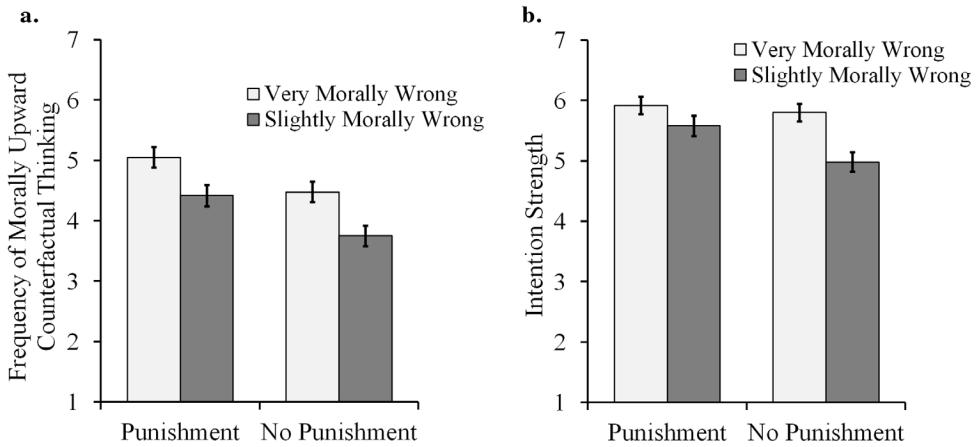 a.
7
6
5
4
3
2
1
Frequency of Morally Upward
Counterfactual Thinking
Very Morally Wrong
Slightly Morally Wrong
Punishment No Punishment
b.
7
6
5
4
3
2
1
Intention Strength
Very Morally Wrong
Slightly Morally Wrong
Punishment No Punishment